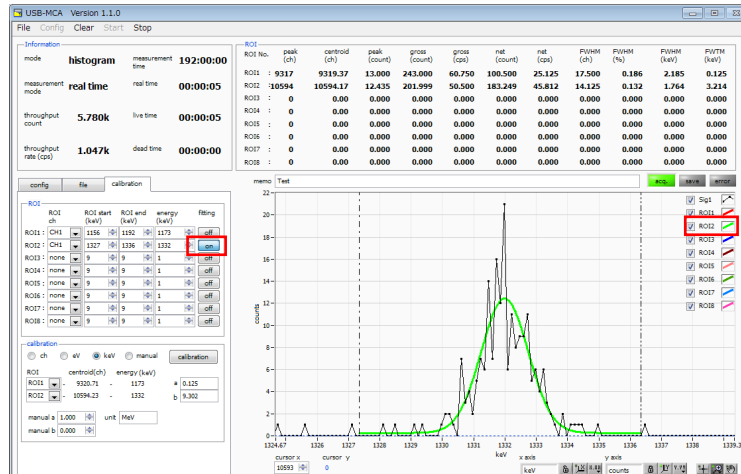 USB-MCA Version 1.1.0
File Config Clear Start Stop
Information
mode histogram measurement time 192:00:00
measurement mode real time real time 00:00:05
throughput count 5.780k live time 00:00:05
throughput rate (cps) 1.047k dead time 00:00:00
ROI
ROI No. peak (ch) centroid (ch) peak (count) gross (count) gross (cps) net (count) net (cps) FWHM (ch) FWHM (%) FWHM (keV) FWTM (keV)
ROI1 : 9317 9319.37 13.000 243.000 60.750 100.500 25.125 17.500 0.186 2.185 0.125
ROI2 :10594 10594.17 12.435 201.999 50.500 183.249 45.812 14.125 0.132 1.764 3.214
ROI3 : 0 0.00 0.000 0.000 0.000 0.000 0.000 0.000 0.000 0.000 0.000
ROI4 : 0 0.00 0.000 0.000 0.000 0.000 0.000 0.000 0.000 0.000 0.000
ROI5 : 0 0.00 0.000 0.000 0.000 0.000 0.000 0.000 0.000 0.000 0.000
ROI6 : 0 0.00 0.000 0.000 0.000 0.000 0.000 0.000 0.000 0.000 0.000
ROI7 : 0 0.00 0.000 0.000 0.000 0.000 0.000 0.000 0.000 0.000 0.000
ROI8 : 0 0.00 0.000 0.000 0.000 0.000 0.000 0.000 0.000 0.000 0.000
config file calibration
memo Test acq. save error
ROI
ROI ch ROI start (keV) ROI end (keV) energy (keV) fitting
ROI1 : CH1 1156 1192 1173 off
ROI2 : CH1 1327 1336 1332 on
ROI3 : none 9 9 1 off
ROI4 : none 9 9 1 off
ROI5 : none 9 9 1 off
ROI6 : none 9 9 1 off
ROI7 : none 9 9 1 off
ROI8 : none 9 9 1 off
calibration
ch eV keV manual calibration
ROI centroid(ch) energy (keV)
ROI1 - 9320.71 - 1173 a 0.125
ROI2 - 10594.23 - 1332 b 9.302
manual a 1.000 unit MeV
manual b 0.000
22
20
18
16
14
12
10
8
6
4
2
0
counts
Sig1
ROI1
ROI2
ROI3
ROI4
ROI5
ROI6
ROI7
ROI8
1324.67 1326 1327 1328 1329 1330 1331 1332 1333 1334 1335 1336 1337 1338 1339.3
keV
cursor x cursor y x axis y axis
10593 0 keV counts